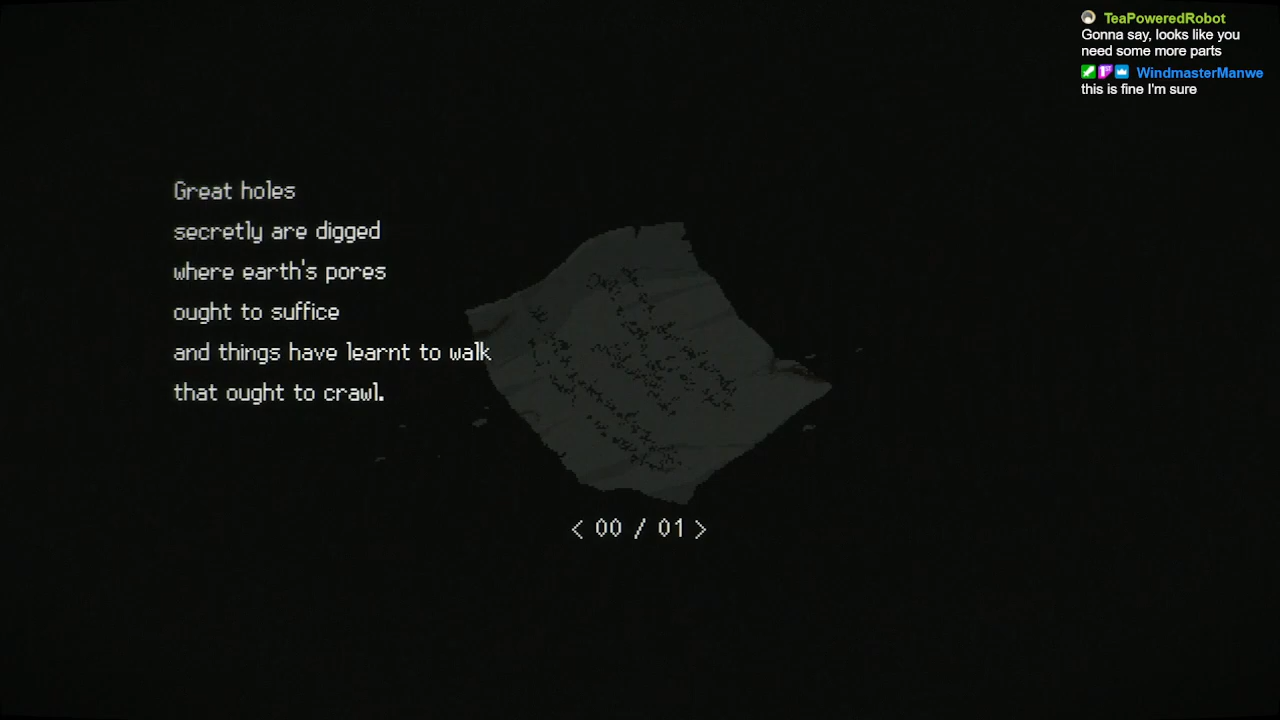 TeaPoweredRobot
Gonna say, looks like you
need some more parts
WindmasterManwe
this is fine I'm sure
Great holes
secretly are digged
where earth's pores
ought to suffice
and things have learnt to walk
that ought to crawl.
< 00 / 01 >